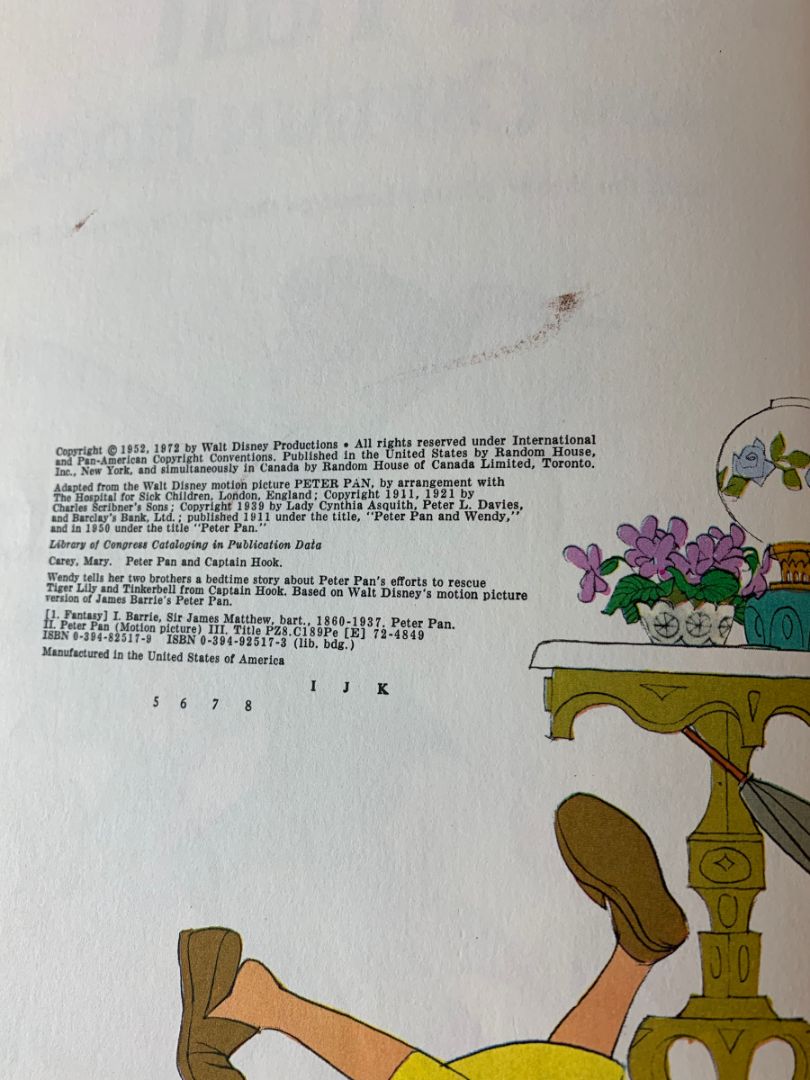 Copyright © 1952, 1972 by Walt Disney Productions • All rights reserved under International
and Pan-American Copyright Conventions. Published in the United States by Random House,
Inc., New York, and simultaneously in Canada by Random House of Canada Limited, Toronto.
Adapted from the Walt Disney motion picture PETER PAN, by arrangement with
The Hospital for Sick Children, London, England; Copyright 1911, 1921 by
Charles Scribner's Sons; Copyright 1939 by Lady Cynthia Asquith, Peter L. Davies,
and Barclay's Bank, Ltd.; published 1911 under the title, "Peter Pan and Wendy,"
and in 1950 under the title "Peter Pan."
Library of Congress Cataloging in Publication Data
Carey, Mary. Peter Pan and Captain Hook.
Wendy tells her two brothers a bedtime story about Peter Pan's efforts to rescue
Tiger Lily and Tinkerbell from Captain Hook. Based on Walt Disney's motion picture
version of James Barrie's Peter Pan.
[1. Fantasy] I. Barrie, Sir James Matthew, bart., 1860-1937. Peter Pan.
II. Peter Pan (Motion picture) III. Title PZ8.C189Pe [E] 72-4849
ISBN 0-394-82517-9 ISBN 0-394-92517-3 (lib. bdg.)
Manufactured in the United States of America
I J K
5 6 7 8